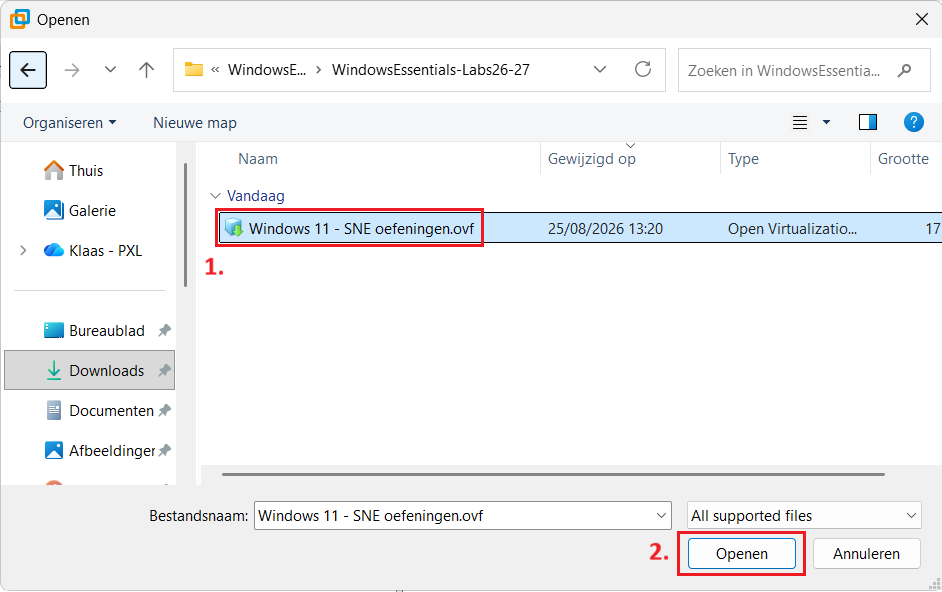 Openen
« WindowsE... > WindowsEssentials-Labs26-27
Zoeken in WindowsEssentia...
Organiseren
Nieuwe map
?
Naam
Gewijzigd op
Type
Grootte
Thuis
Galerie
Klaas - PXL
Bureaublad
Downloads
Documenten
Afbeeldinger
Vandaag
Windows 11 - SNE oefeningen.ovf
25/08/2026 13:20
Open Virtualizatio...
17
1.
Bestandsnaam:
Windows 11 - SNE oefeningen.ovf
All supported files
2.
Openen
Annuleren